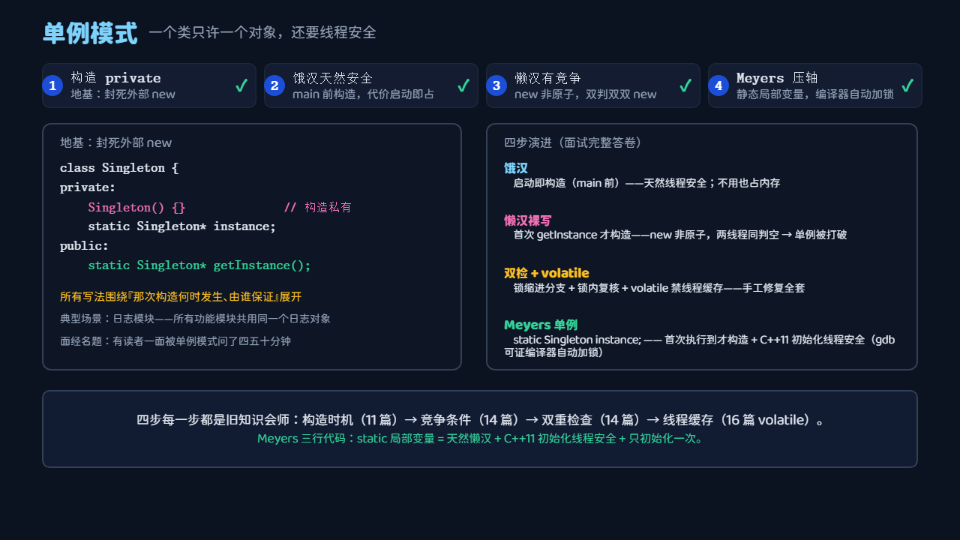 单例模式 一个类只许一个对象，还要线程安全
1 构造 private ✓
地基：封死外部 new
2 饿汉天然安全 ✓
main 前构造，代价启动即占
3 懒汉有竞争 ✓
new 非原子，双判双双 new
4 Meyers 压轴 ✓
静态局部变量，编译器自动加锁
地基：封死外部 new
class Singleton {
private:
Singleton() {} // 构造私有
static Singleton* instance;
public:
static Singleton* getInstance();
所有写法围绕『那次构造何时发生、由谁保证』展开
典型场景：日志模块——所有功能模块共用同一个日志对象
面经名题：有读者一面被单例模式问了四五十分钟
四步演进（面试完整答卷）
饿汉
启动即构造（main 前）——天然线程安全；不用也占内存
懒汉裸写
首次 getInstance 才构造——new 非原子，两线程同判空 → 单例被打破
双检 + volatile
锁缩进分支 + 锁内复核 + volatile 禁线程缓存——手工修复全套
Meyers 单例
static Singleton instance; —— 首次执行到才构造 + C++11 初始化线程安全（gdb
可证编译器自动加锁）
四步每一步都是旧知识会师：构造时机（11 篇）→ 竞争条件（14 篇）→ 双重检查（14 篇）→ 线程缓存（16 篇 volatile）。
Meyers 三行代码：static 局部变量 = 天然懒汉 + C++11 初始化线程安全 + 只初始化一次。